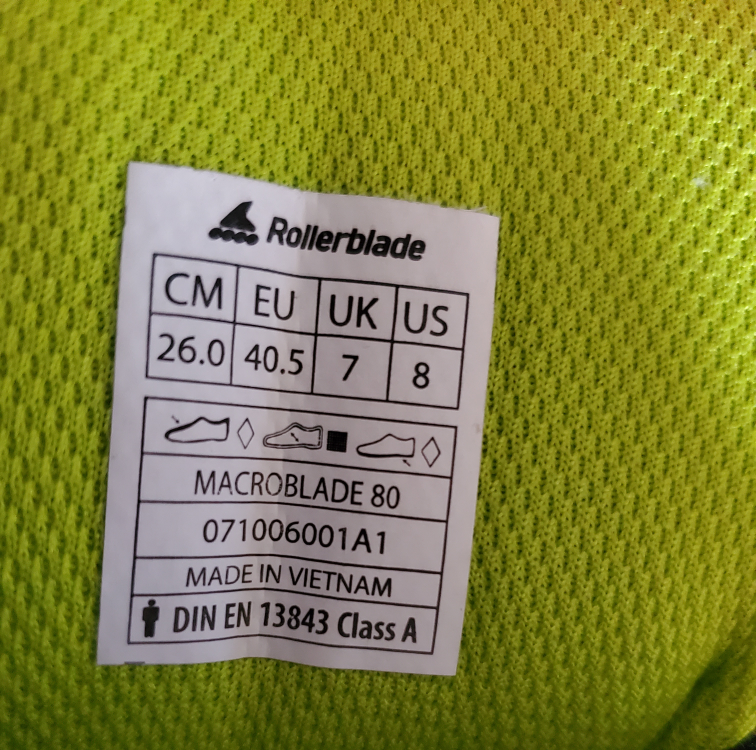 Rollerblade
CM EU UK US
26.0 40.5 7 8
MACROBLADE 80
071006001A1
MADE IN VIETNAM
DIN EN 13843 Class A